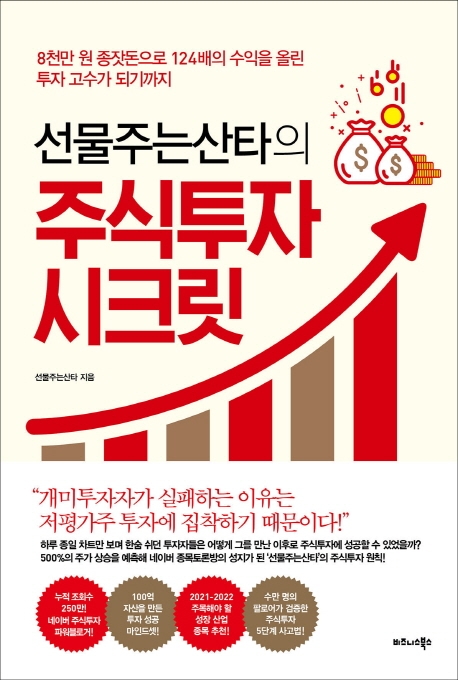 8천만 원 종잣돈으로 124배의 수익을 올린
투자 고수가 되기까지
선물주는산타의
주식투자
시크릿
선물주는산타 지음
$ $
“개미투자자가 실패하는 이유는
저평가주 투자에 집착하기 때문이다!”
하루 종일 차트만 보며 한숨 쉬던 투자자들은 어떻게 그를 만난 이후로 주식투자에 성공할 수 있었을까?
500%의 주가 상승을 예측해 네이버 종목토론방의 성지가 된 '선물주는산타'의 주식투자 원칙!
누적 조회수
250만!
네이버 주식투자
파워블로거!
100억
자산을 만든
투자 성공
마인드셋!
2021-2022
주목해야 할
성장 산업
종목 추천!
수만 명의
팔로어가 검증한
주식투자
5단계 사고법!
비즈니스북스